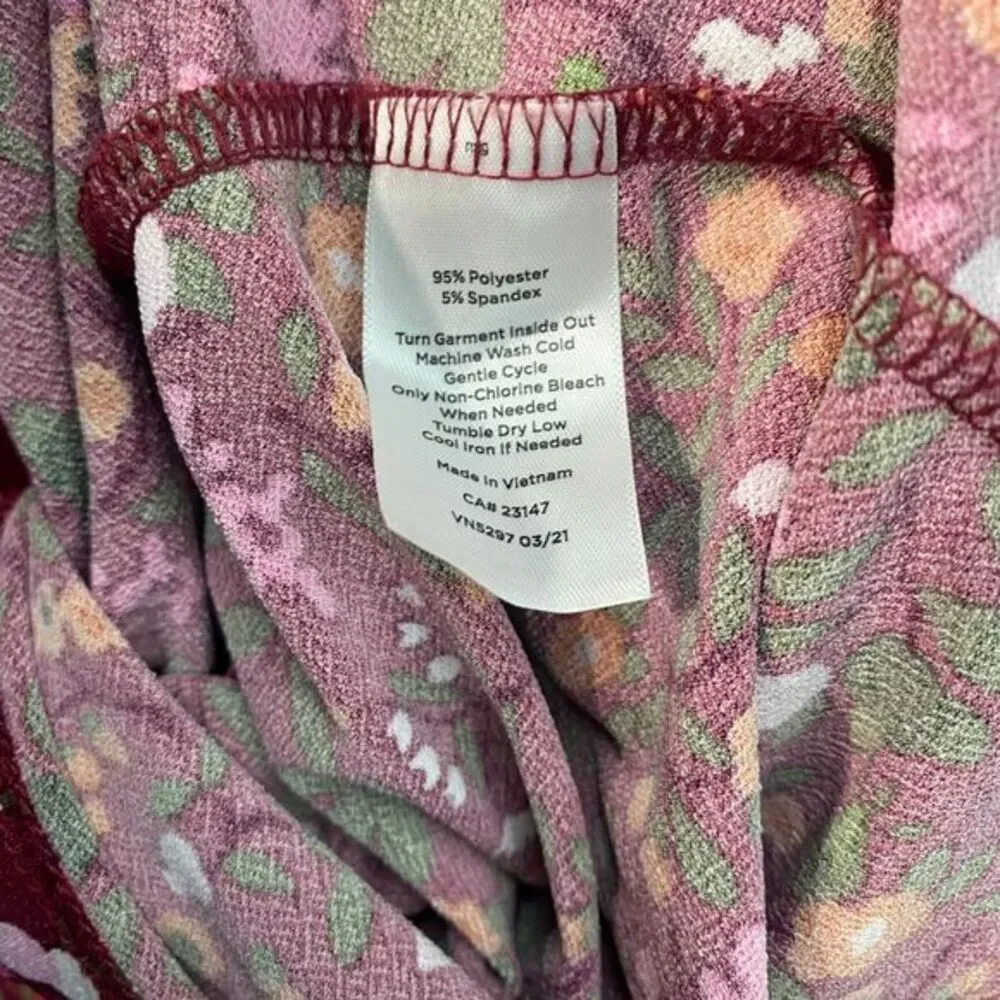 95% Polyester
5% Spandex
Turn Garment Inside Out
Machine Wash Cold
Gentle Cycle
Only Non-Chlorine Bleach
When Needed
Tumble Dry Low
Cool Iron If Needed
Made in Vietnam
CA# 23147
VN5297 03/21